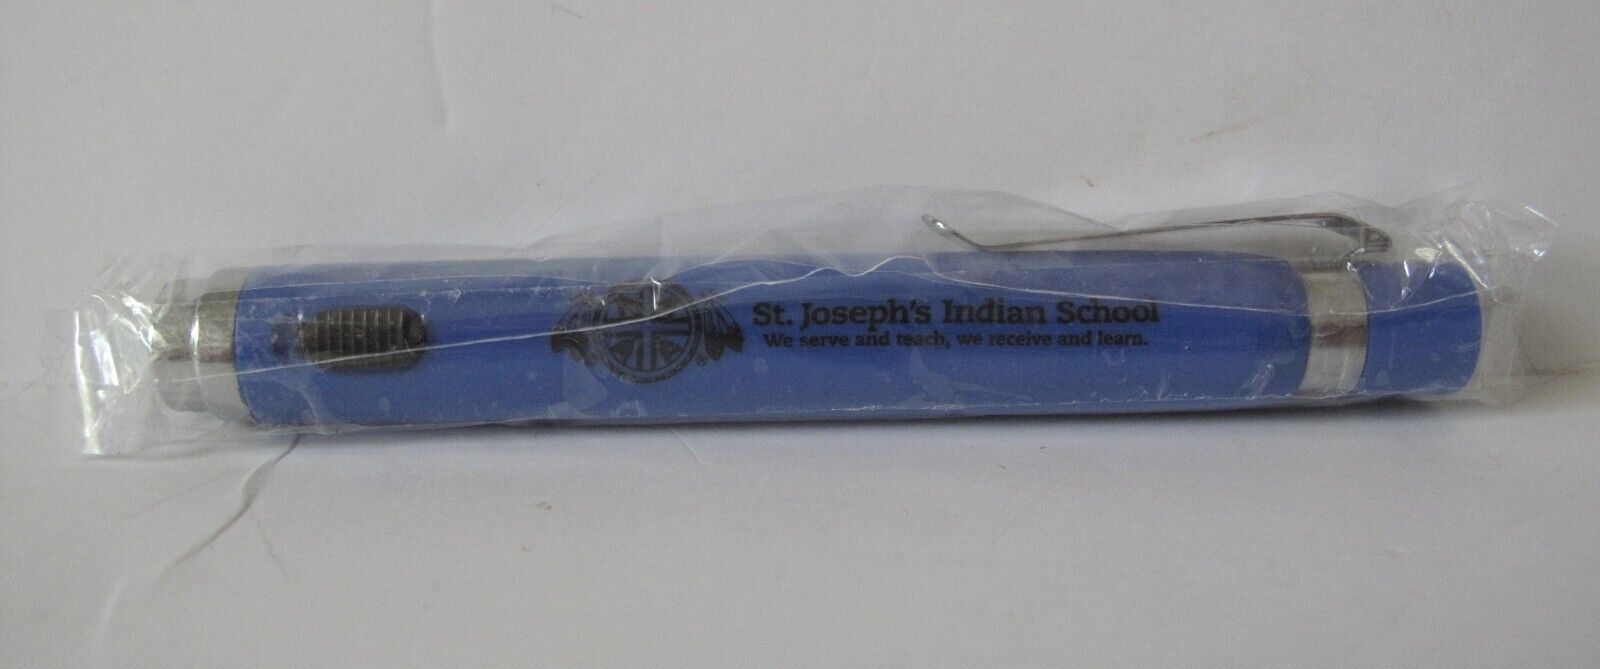 St. Joseph's Indian School
We serve and teach, we receive and learn.
®